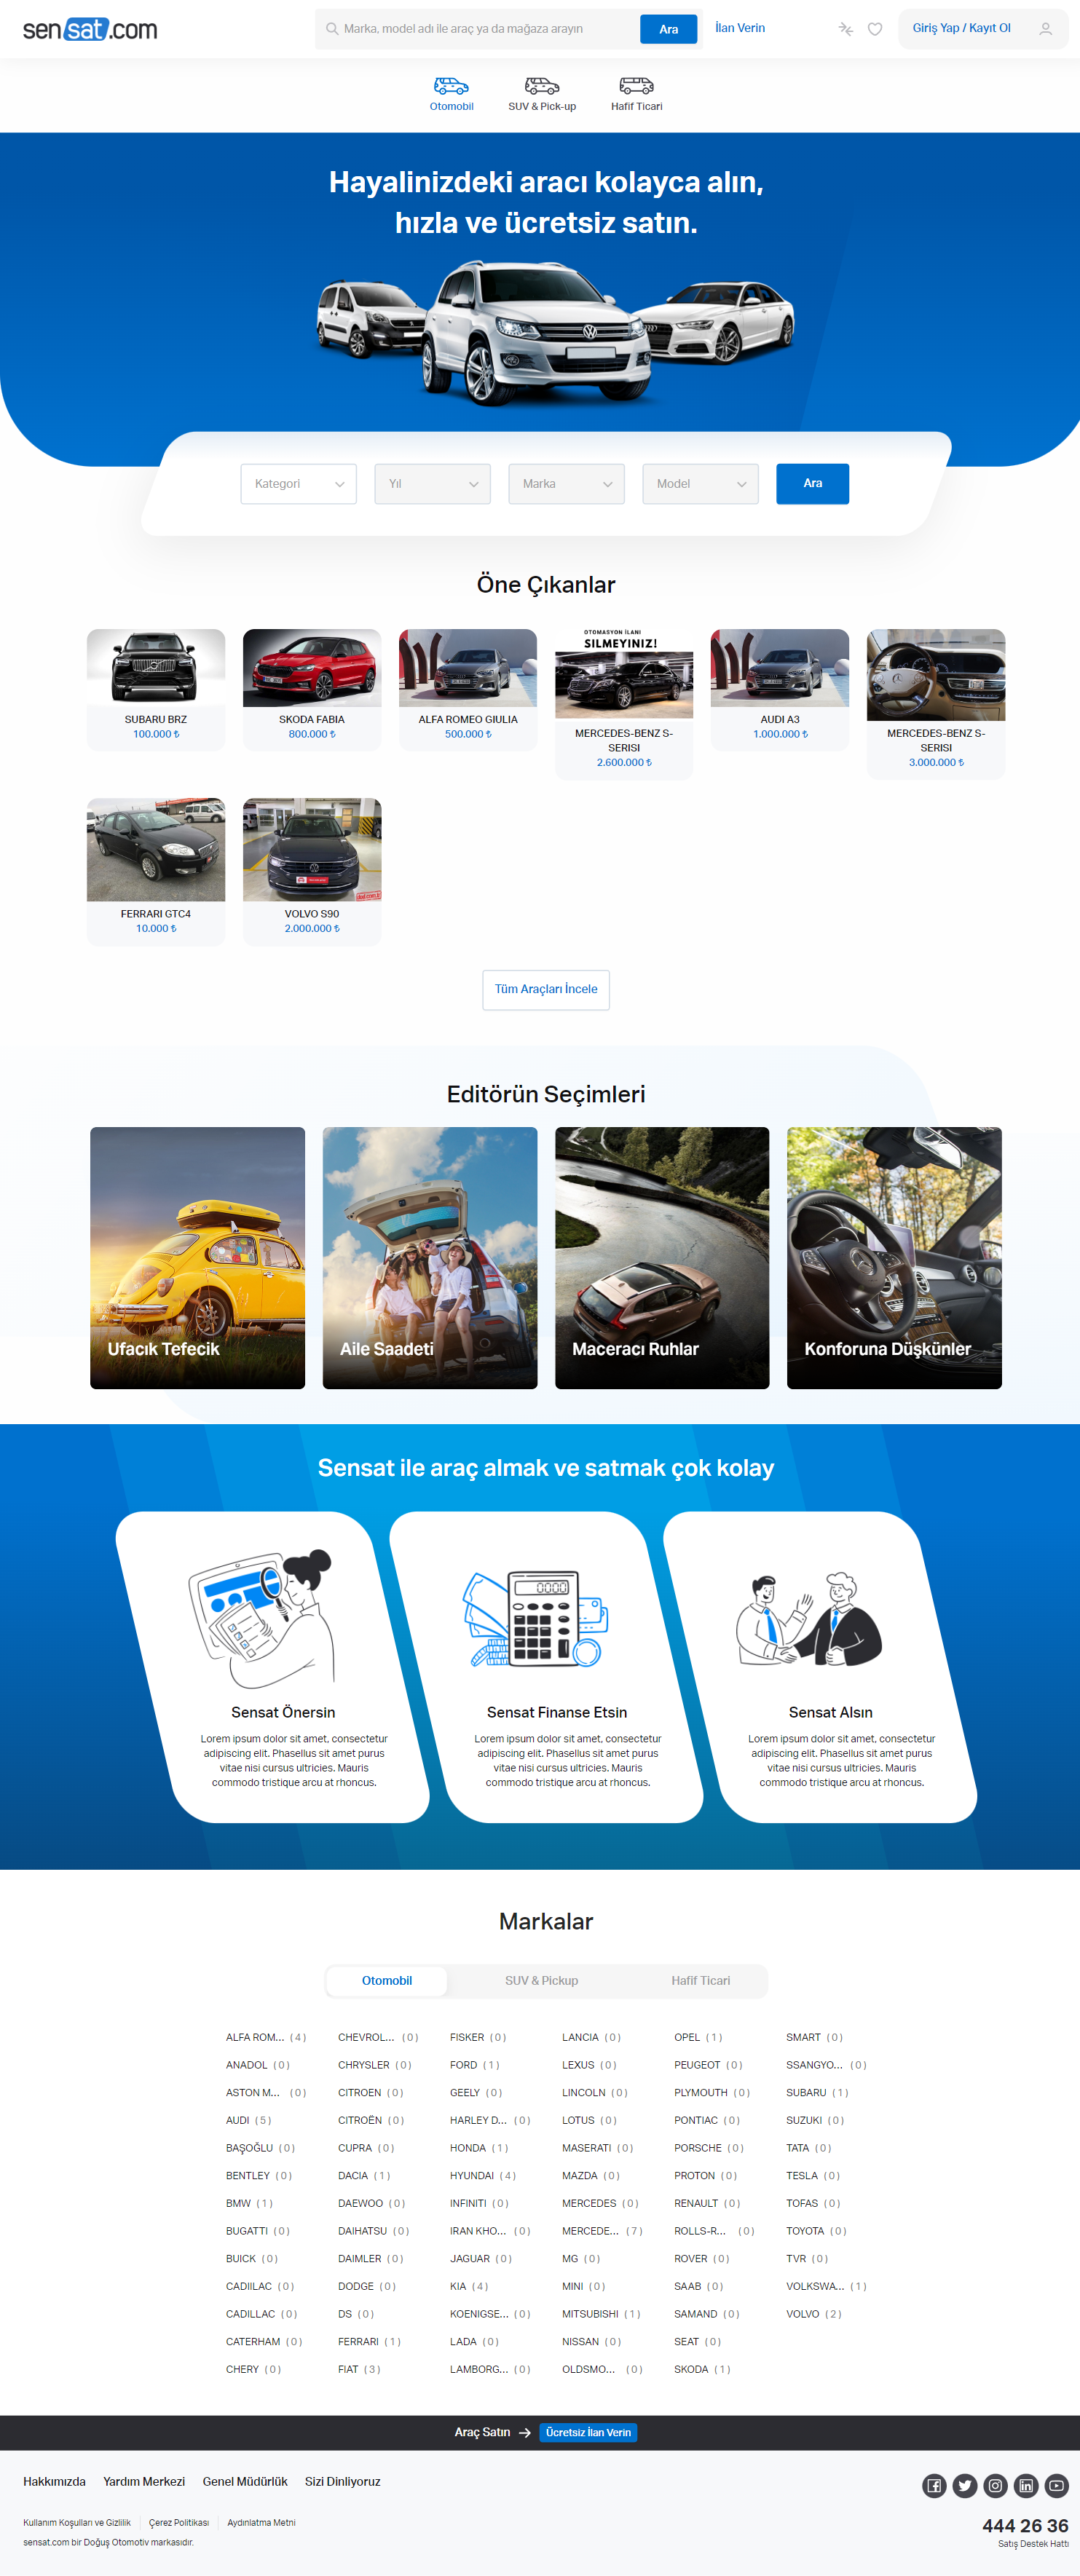 sensat.com
Marka, model adı ile araç ya da mağaza arayın
Ara
İlan Verin
Giriş Yap / Kayıt Ol
Otomobil
SUV & Pick-up
Hafif Ticari
Hayalinizdeki aracı kolayca alın,
hızla ve ücretsiz satın.
Kategori
Yıl
Marka
Model
Ara
Öne Çıkanlar
OTOMASYON İLANI
SİLMEYİNİZ!
SUBARU BRZ
100.000 ₺
SKODA FABIA
800.000 ₺
ALFA ROMEO GIULIA
500.000 ₺
MERCEDES-BENZ S-
SERISI
2.600.000 ₺
AUDI A3
1.000.000 ₺
MERCEDES-BENZ S-
SERISI
3.000.000 ₺
FERRARI GTC4
10.000 ₺
VOLVO S90
2.000.000 ₺
Tüm Araçları İncele
Editörün Seçimleri
Ufacık Tefecik
Aile Saadeti
Maceracı Ruhlar
Konforuna Düşkünler
Sensat ile araç almak ve satmak çok kolay
0000
Sensat Önersin
Lorem ipsum dolor sit amet, consectetur
adipiscing elit. Phasellus sit amet purus
vitae nisi cursus ultricies. Mauris
commodo tristique arcu at rhoncus.
Sensat Finanse Etsin
Lorem ipsum dolor sit amet, consectetur
adipiscing elit. Phasellus sit amet purus
vitae nisi cursus ultricies. Mauris
commodo tristique arcu at rhoncus.
Sensat Alsın
Lorem ipsum dolor sit amet, consectetur
adipiscing elit. Phasellus sit amet purus
vitae nisi cursus ultricies. Mauris
commodo tristique arcu at rhoncus.
Markalar
Otomobil
SUV & Pickup
Hafif Ticari
ALFA ROM... ( 4 )
ANADOL ( 0 )
ASTON M... ( 0 )
AUDI ( 5 )
BAŞOĞLU ( 0 )
BENTLEY ( 0 )
BMW ( 1 )
BUGATTI ( 0 )
BUICK ( 0 )
CADIILAC ( 0 )
CADILLAC ( 0 )
CATERHAM ( 0 )
CHERY ( 0 )
CHEVROL... ( 0 )
CHRYSLER ( 0 )
CITROEN ( 0 )
CITROËN ( 0 )
CUPRA ( 0 )
DACIA ( 1 )
DAEWOO ( 0 )
DAIHATSU ( 0 )
DAIMLER ( 0 )
DODGE ( 0 )
DS ( 0 )
FERRARI ( 1 )
FIAT ( 3 )
FISKER ( 0 )
FORD ( 1 )
GEELY ( 0 )
HARLEY D... ( 0 )
HONDA ( 1 )
HYUNDAI ( 4 )
INFINITI ( 0 )
IRAN KHO... ( 0 )
JAGUAR ( 0 )
KIA ( 4 )
KOENIGSE... ( 0 )
LADA ( 0 )
LAMBORG... ( 0 )
LANCIA ( 0 )
LEXUS ( 0 )
LINCOLN ( 0 )
LOTUS ( 0 )
MASERATI ( 0 )
MAZDA ( 0 )
MERCEDES ( 0 )
MERCEDE... ( 7 )
MG ( 0 )
MINI ( 0 )
MITSUBISHI ( 1 )
NISSAN ( 0 )
OLDSMO... ( 0 )
OPEL ( 1 )
PEUGEOT ( 0 )
PLYMOUTH ( 0 )
PONTIAC ( 0 )
PORSCHE ( 0 )
PROTON ( 0 )
RENAULT ( 0 )
ROLLS-R... ( 0 )
ROVER ( 0 )
SAAB ( 0 )
SAMAND ( 0 )
SEAT ( 0 )
SKODA ( 1 )
SMART ( 0 )
SSANGYO... ( 0 )
SUBARU ( 1 )
SUZUKI ( 0 )
TATA ( 0 )
TESLA ( 0 )
TOFAS ( 0 )
TOYOTA ( 0 )
TVR ( 0 )
VOLKSWA... ( 1 )
VOLVO ( 2 )
Araç Satın → Ücretsiz İlan Verin
Hakkımızda
Yardım Merkezi
Genel Müdürlük
Sizi Dinliyoruz
Kullanım Koşulları ve Gizlilik
Çerez Politikası
Aydınlatma Metni
sensat.com bir Doğuş Otomotiv markasıdır.
444 26 36
Satış Destek Hattı